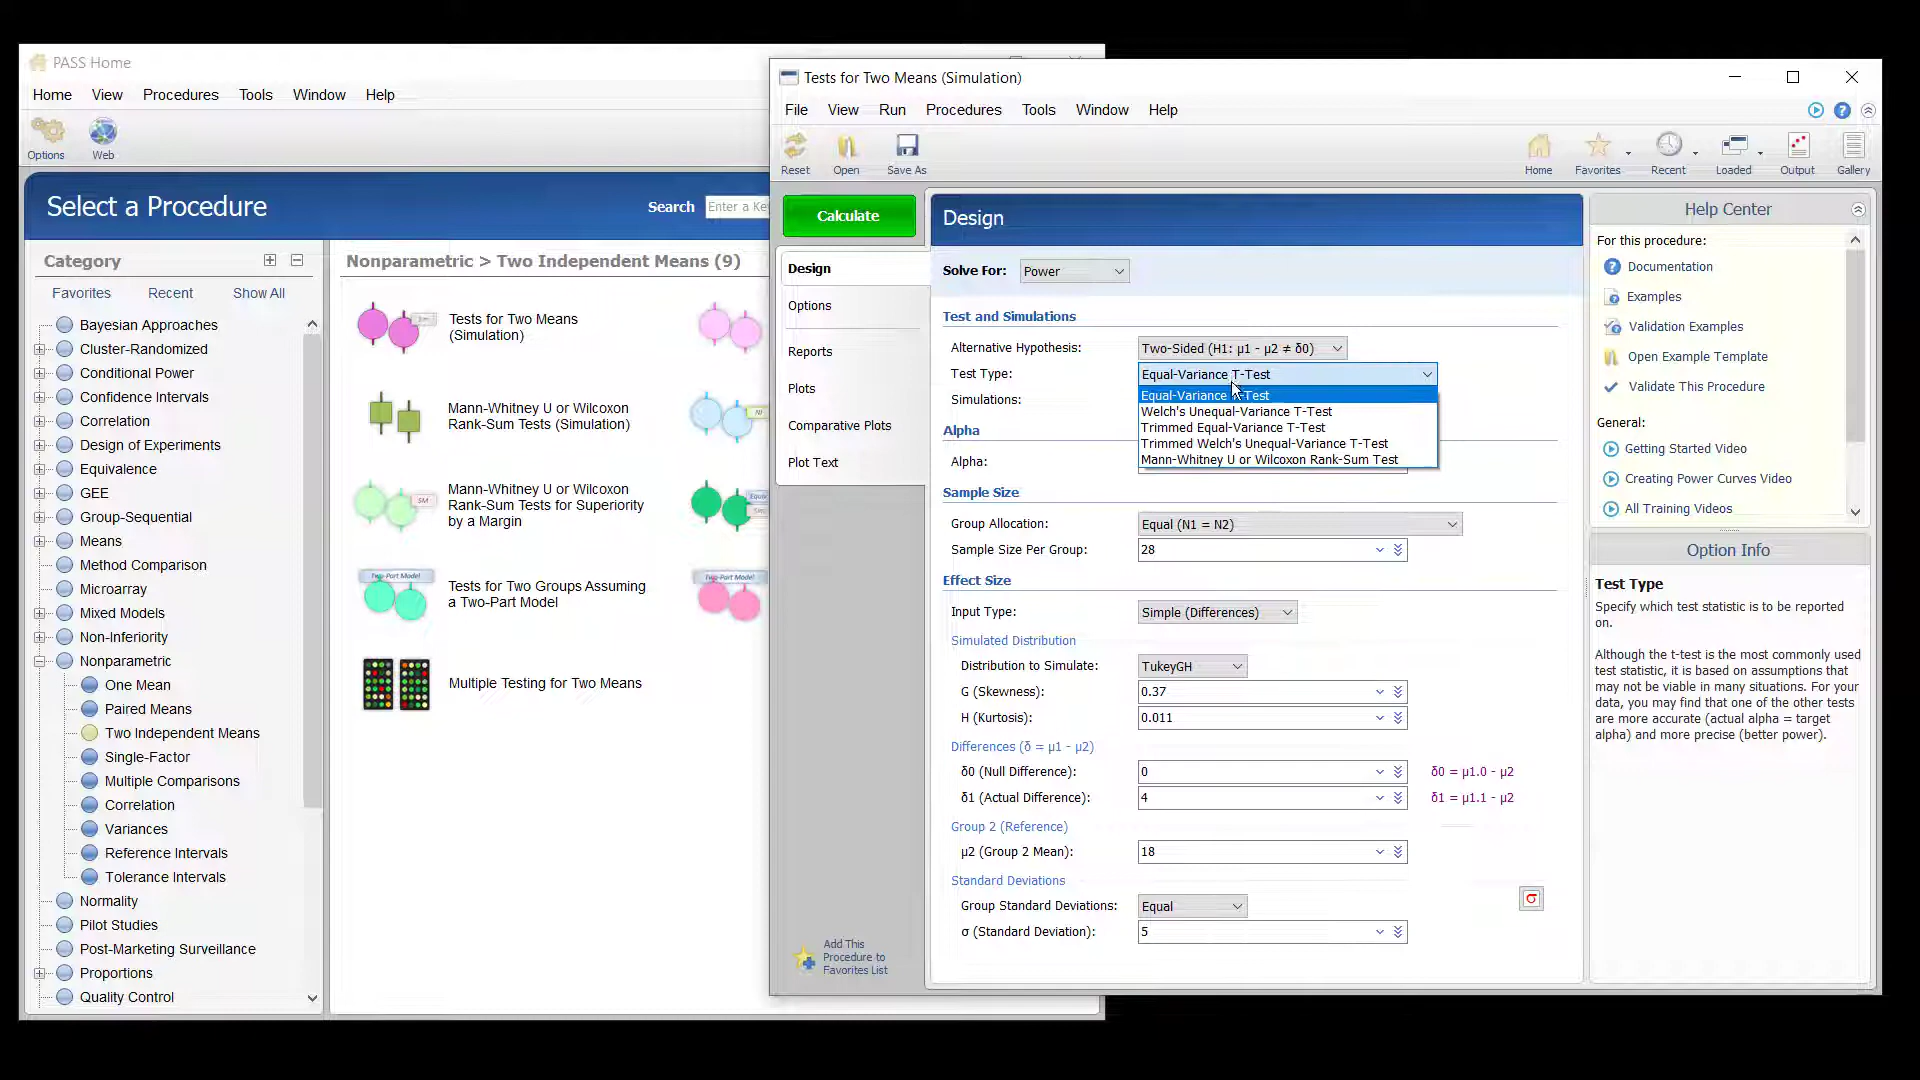 PASS Home
Home View Procedures Tools Window Help
Options Web
Select a Procedure
Search
Category
Favorites Recent Show All
Bayesian Approaches
Cluster-Randomized
Conditional Power
Confidence Intervals
Correlation
Design of Experiments
Equivalence
GEE
Group-Sequential
Means
Method Comparison
Microarray
Mixed Models
Non-Inferiority
Nonparametric
One Mean
Paired Means
Two Independent Means
Single-Factor
Multiple Comparisons
Correlation
Variances
Reference Intervals
Tolerance Intervals
Normality
Pilot Studies
Post-Marketing Surveillance
Proportions
Quality Control
Nonparametric > Two Independent Means (9)
Tests for Two Means
(Simulation)
Mann-Whitney U or Wilcoxon
Rank-Sum Tests (Simulation)
SM
Mann-Whitney U or Wilcoxon
Rank-Sum Tests for Superiority
by a Margin
Two-Part Model
Tests for Two Groups Assuming
a Two-Part Model
Two-Part Model
Multiple Testing for Two Means
Tests for Two Means (Simulation)
File View Run Procedures Tools Window Help
Reset Open Save As Home Favorites Recent Loaded Output Gallery
Calculate
Design
Options
Reports
Plots
Comparative Plots
Plot Text
Add This
Procedure to
Favorites List
Design
Solve For: Power
Test and Simulations
Alternative Hypothesis: Two-Sided (H1: μ1 - μ2 ≠ δ0)
Test Type: Equal-Variance T-Test
Equal-Variance T-Test
Welch's Unequal-Variance T-Test
Trimmed Equal-Variance T-Test
Trimmed Welch's Unequal-Variance T-Test
Mann-Whitney U or Wilcoxon Rank-Sum Test
Simulations:
Alpha
Alpha:
Sample Size
Group Allocation: Equal (N1 = N2)
Sample Size Per Group: 28
Effect Size
Input Type: Simple (Differences)
Simulated Distribution
Distribution to Simulate: TukeyGH
G (Skewness): 0.37
H (Kurtosis): 0.011
Differences (δ = μ1 - μ2)
δ0 (Null Difference): 0 δ0 = μ1.0 - μ2
δ1 (Actual Difference): 4 δ1 = μ1.1 - μ2
Group 2 (Reference)
μ2 (Group 2 Mean): 18
Standard Deviations
σ
Group Standard Deviations: Equal
σ (Standard Deviation): 5
Help Center
For this procedure:
Documentation
Examples
Validation Examples
Open Example Template
Validate This Procedure
General:
Getting Started Video
Creating Power Curves Video
All Training Videos
Option Info
Test Type
Specify which test statistic is to be reported
on.
Although the t-test is the most commonly used
test statistic, it is based on assumptions that
may not be viable in many situations. For your
data, you may find that one of the other tests
are more accurate (actual alpha = target
alpha) and more precise (better power).